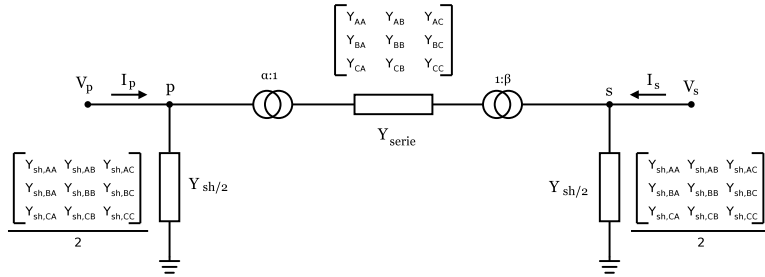 Y_AA Y_AB Y_AC
Y_BA Y_BB Y_BC
Y_CA Y_CB Y_CC
α:1
1:β
V_p
I_p
p
s
I_s
V_s
Y_serie
Y_sh,AA Y_sh,AB Y_sh,AC
Y_sh,BA Y_sh,BB Y_sh,BC
Y_sh,CA Y_sh,CB Y_sh,CC
2
Y_sh/2
Y_sh/2
Y_sh,AA Y_sh,AB Y_sh,AC
Y_sh,BA Y_sh,BB Y_sh,BC
Y_sh,CA Y_sh,CB Y_sh,CC
2